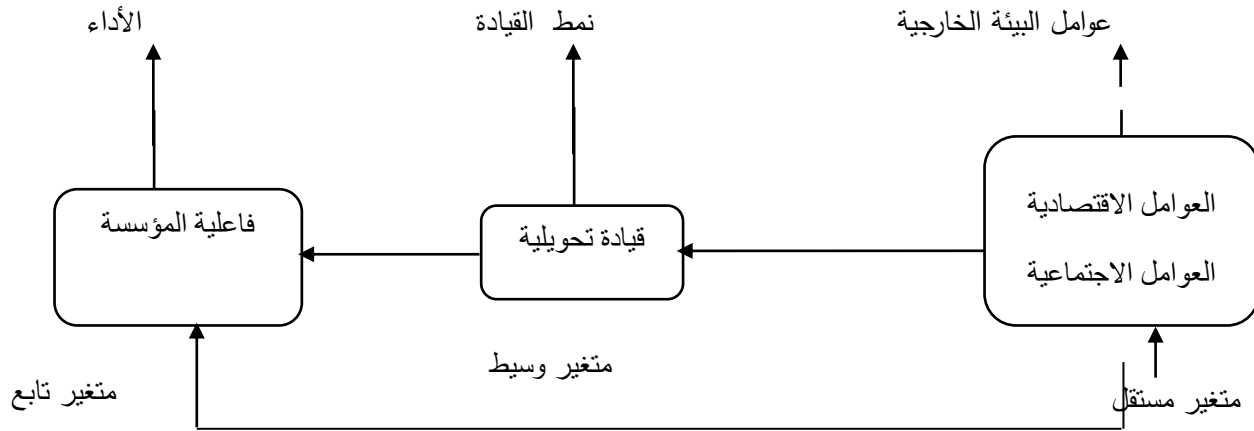 عوامل البيئة الخارجية
نمط القيادة
الأداء
العوامل الاقتصادية
العوامل الاجتماعية
قيادة تحويلية
فاعلية المؤسسة
متغير مستقل
متغير وسيط
متغير تابع